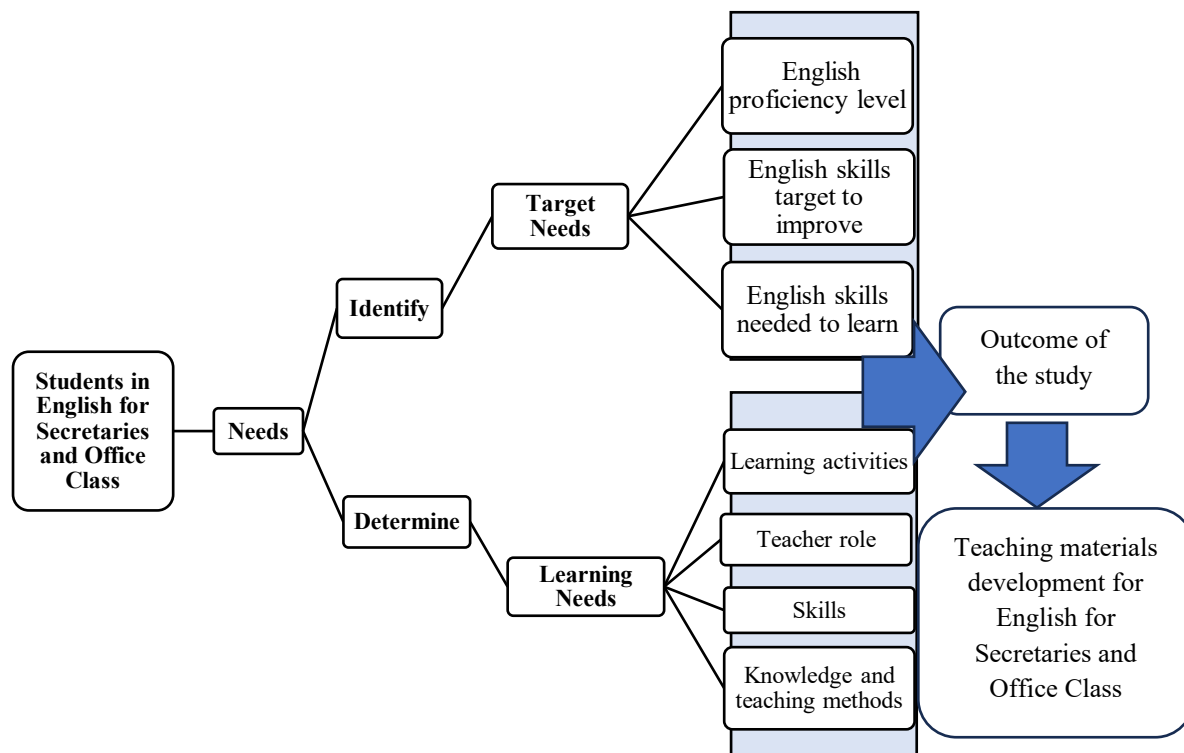 Students in
English for
Secretaries
and Office
Class
Needs
Identify
Determine
Target
Needs
Learning
Needs
English
proficiency level
English skills
target to
improve
English skills
needed to learn
Learning activities
Teacher role
Skills
Knowledge and
teaching methods
Outcome of
the study
Teaching materials
development for
English for
Secretaries and
Office Class